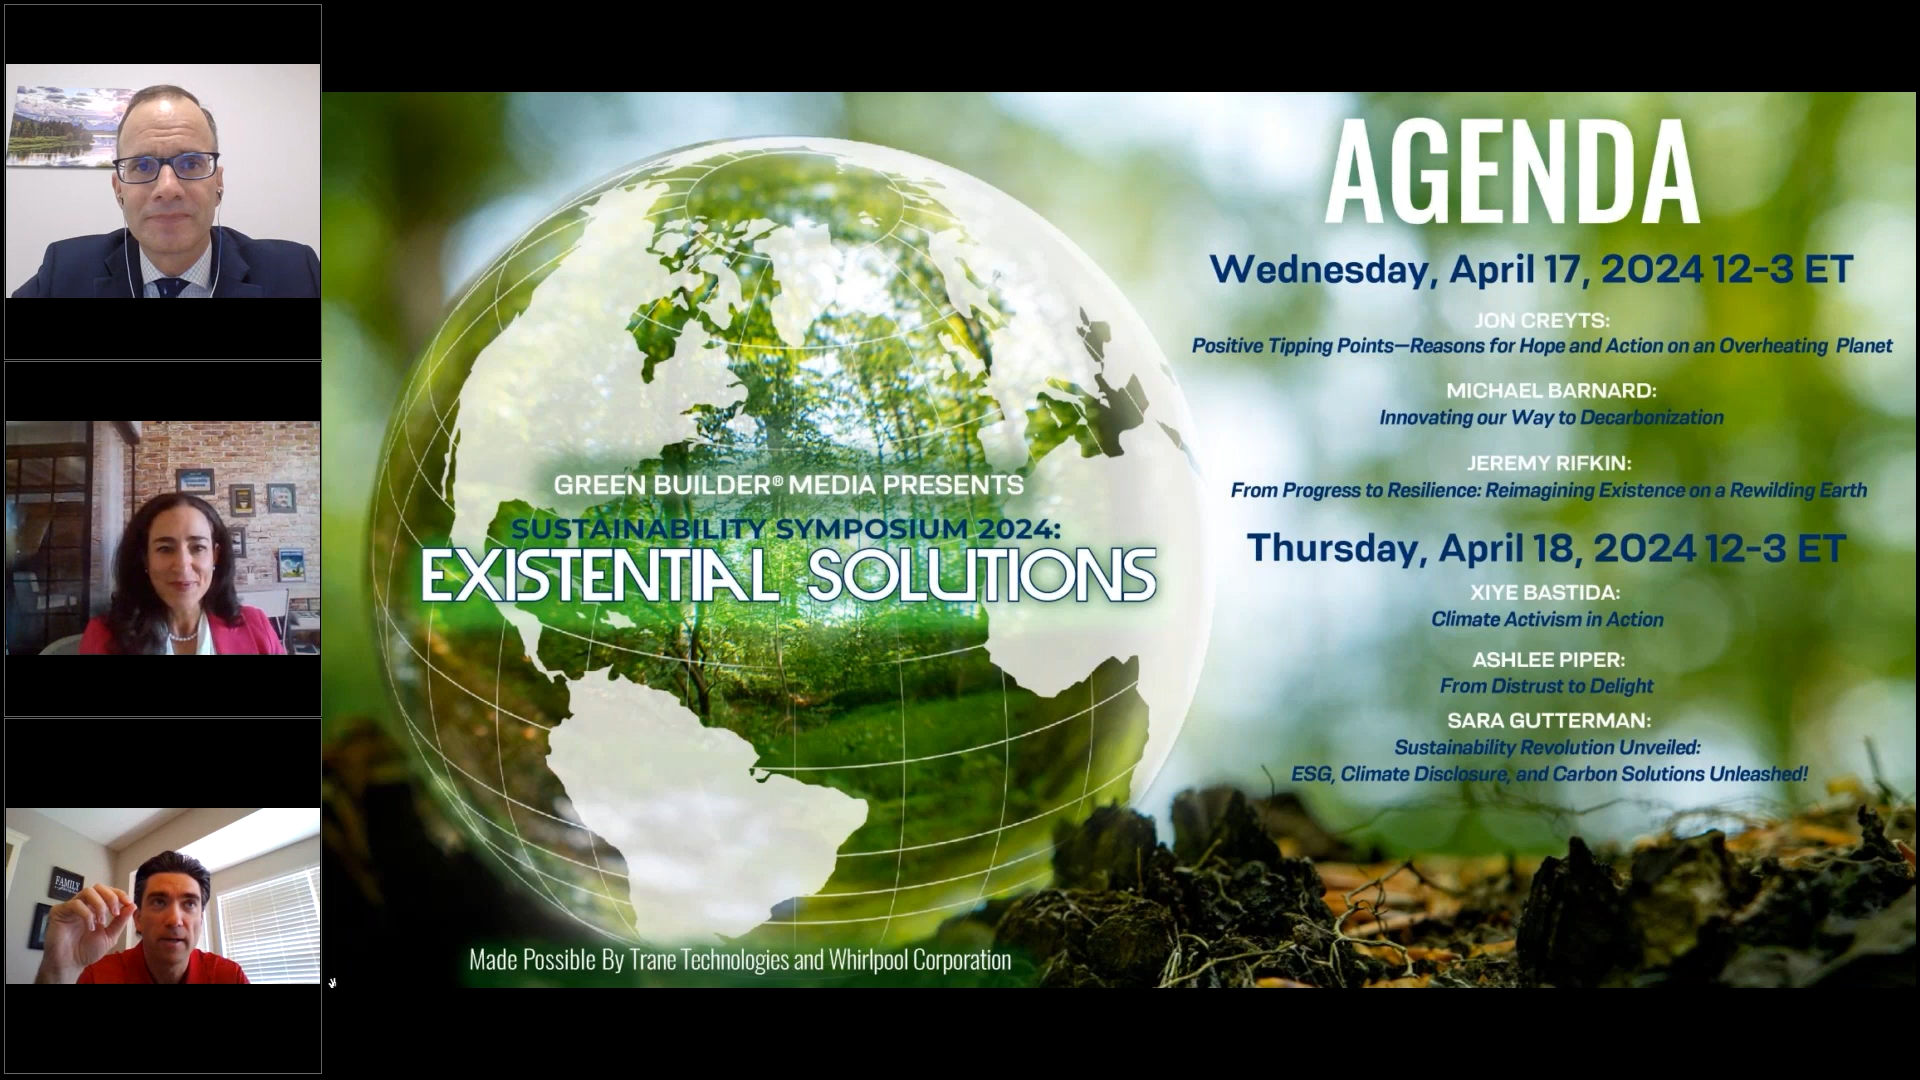 FAMILY
GREEN BUILDER® MEDIA PRESENTS
SUSTAINABILITY SYMPOSIUM 2024:
EXISTENTIAL SOLUTIONS
Made Possible By Trane Technologies and Whirlpool Corporation
AGENDA
Wednesday, April 17, 2024 12-3 ET
JON CREYTS:
Positive Tipping Points—Reasons for Hope and Action on an Overheating Planet
MICHAEL BARNARD:
Innovating our Way to Decarbonization
JEREMY RIFKIN:
From Progress to Resilience: Reimagining Existence on a Rewilding Earth
Thursday, April 18, 2024 12-3 ET
XIYE BASTIDA:
Climate Activism in Action
ASHLEE PIPER:
From Distrust to Delight
SARA GUTTERMAN:
Sustainability Revolution Unveiled:
ESG, Climate Disclosure, and Carbon Solutions Unleashed!